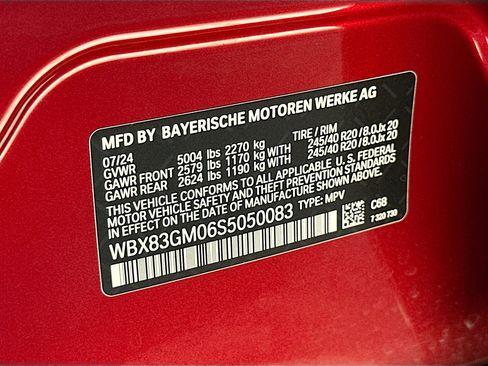 MFD BY BAYERISCHE MOTOREN WERKE AG
07/24 5004 lbs 2270 kg TIRE / RIM
GVWR
GAWR FRONT 2579 lbs 1170 kg 245/40 R20 / 8.0Jx 20
GAWR REAR 2624 lbs 1190 kg 245/40 R20 / 8.0Jx 20
THIS VEHICLE CONFORMS TO ALL APPLICABLE U.S. FEDERAL
MOTOR VEHICLE SAFETY AND THEFT PREVENTION STANDARDS
IN EFFECT ON THE DATE OF MANUFACTURE SHOWN ABOVE.
WBX83GM06S5050083 TYPE: MPV
C68
7 320 730